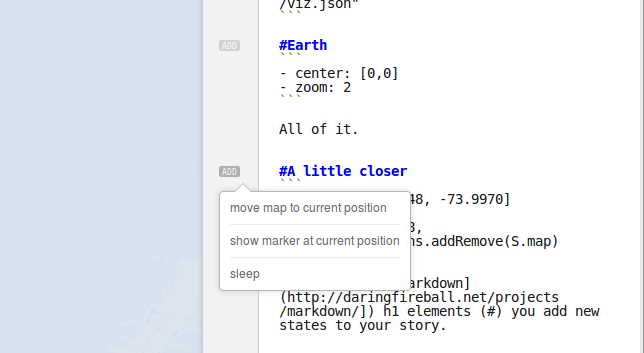 /viz.json"
```
ADD
#Earth
```
- center: [0,0]
- zoom: 2
```
All of it.
ADD
#A little closer
```
48, -73.9970]
move map to current position
3,
show marker at current position
ns.addRemove(S.map)
sleep
arkdown]
(http://daringfireball.net/projects
/markdown/]) h1 elements (#) you add new
states to your story.